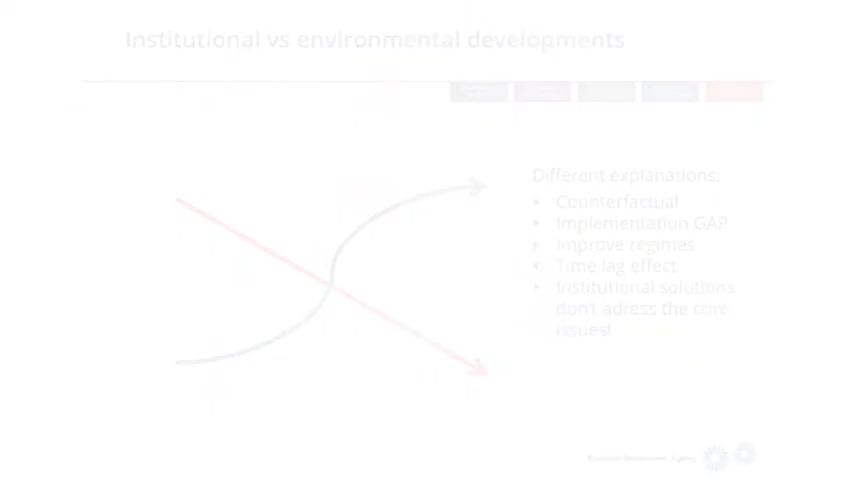 Institutional vs environmental developments
Different explanations:
• Counterfactual
• Implementation GAP
• Improve regimes
• Time lag effect
• Institutional solutions
don't adress the core
issues!